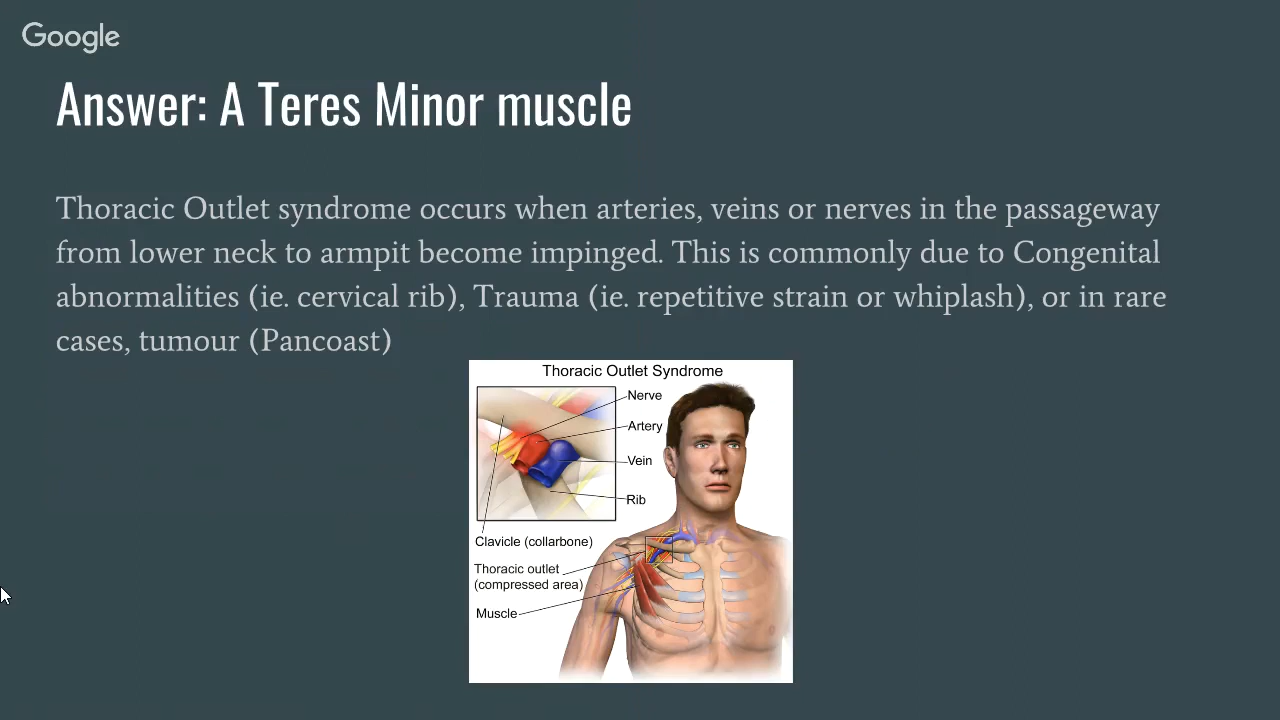 Google
Answer: A Teres Minor muscle
Thoracic Outlet syndrome occurs when arteries, veins or nerves in the passageway
from lower neck to armpit become impinged. This is commonly due to Congenital
abnormalities (ie. cervical rib), Trauma (ie. repetitive strain or whiplash), or in rare
cases, tumour (Pancoast)
Thoracic Outlet Syndrome
Nerve
Artery
Vein
Rib
Clavicle (collarbone)
Thoracic outlet
(compressed area)
Muscle